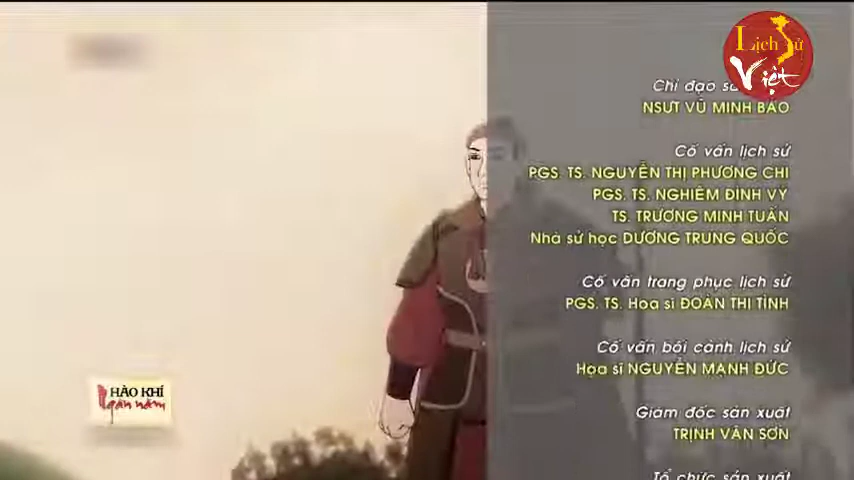 Lịch Sử
Việt
Chỉ đạo
NSƯT VŨ MINH BẢO
Cố vấn lịch sử
PGS. TS. NGUYỄN THỊ PHƯƠNG CHI
PGS. TS. NGHIÊM ĐÌNH VỲ
TS. TRƯƠNG MINH TUẤN
Nhà sử học DƯƠNG TRUNG QUỐC
Cố vấn trang phục lịch sử
PGS. TS. Họa sĩ ĐOÀN THỊ TÌNH
Cố vấn bối cảnh lịch sử
Họa sĩ NGUYỄN MẠNH ĐỨC
HÀO KHÍ
ngàn năm
Giám đốc sản xuất
TRỊNH VĂN SƠN
Tổ chức sản xuất